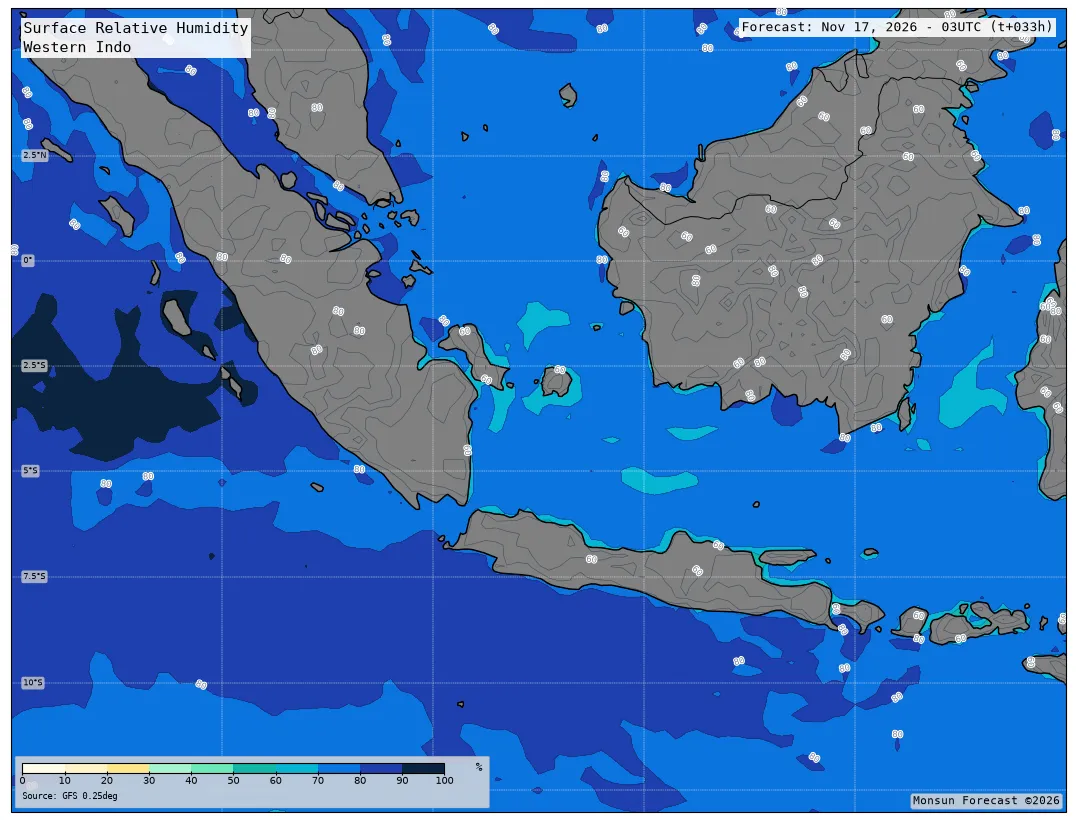 Surface Relative Humidity
Western Indo
Forecast: Nov 17, 2026 - 03UTC (t+033h)
2.5°N
0°
2.5°S
5°S
7.5°S
10°S
0 10 20 30 40 50 60 70 80 90 100 %
Source: GFS 0.25deg
Monsun Forecast ©2026